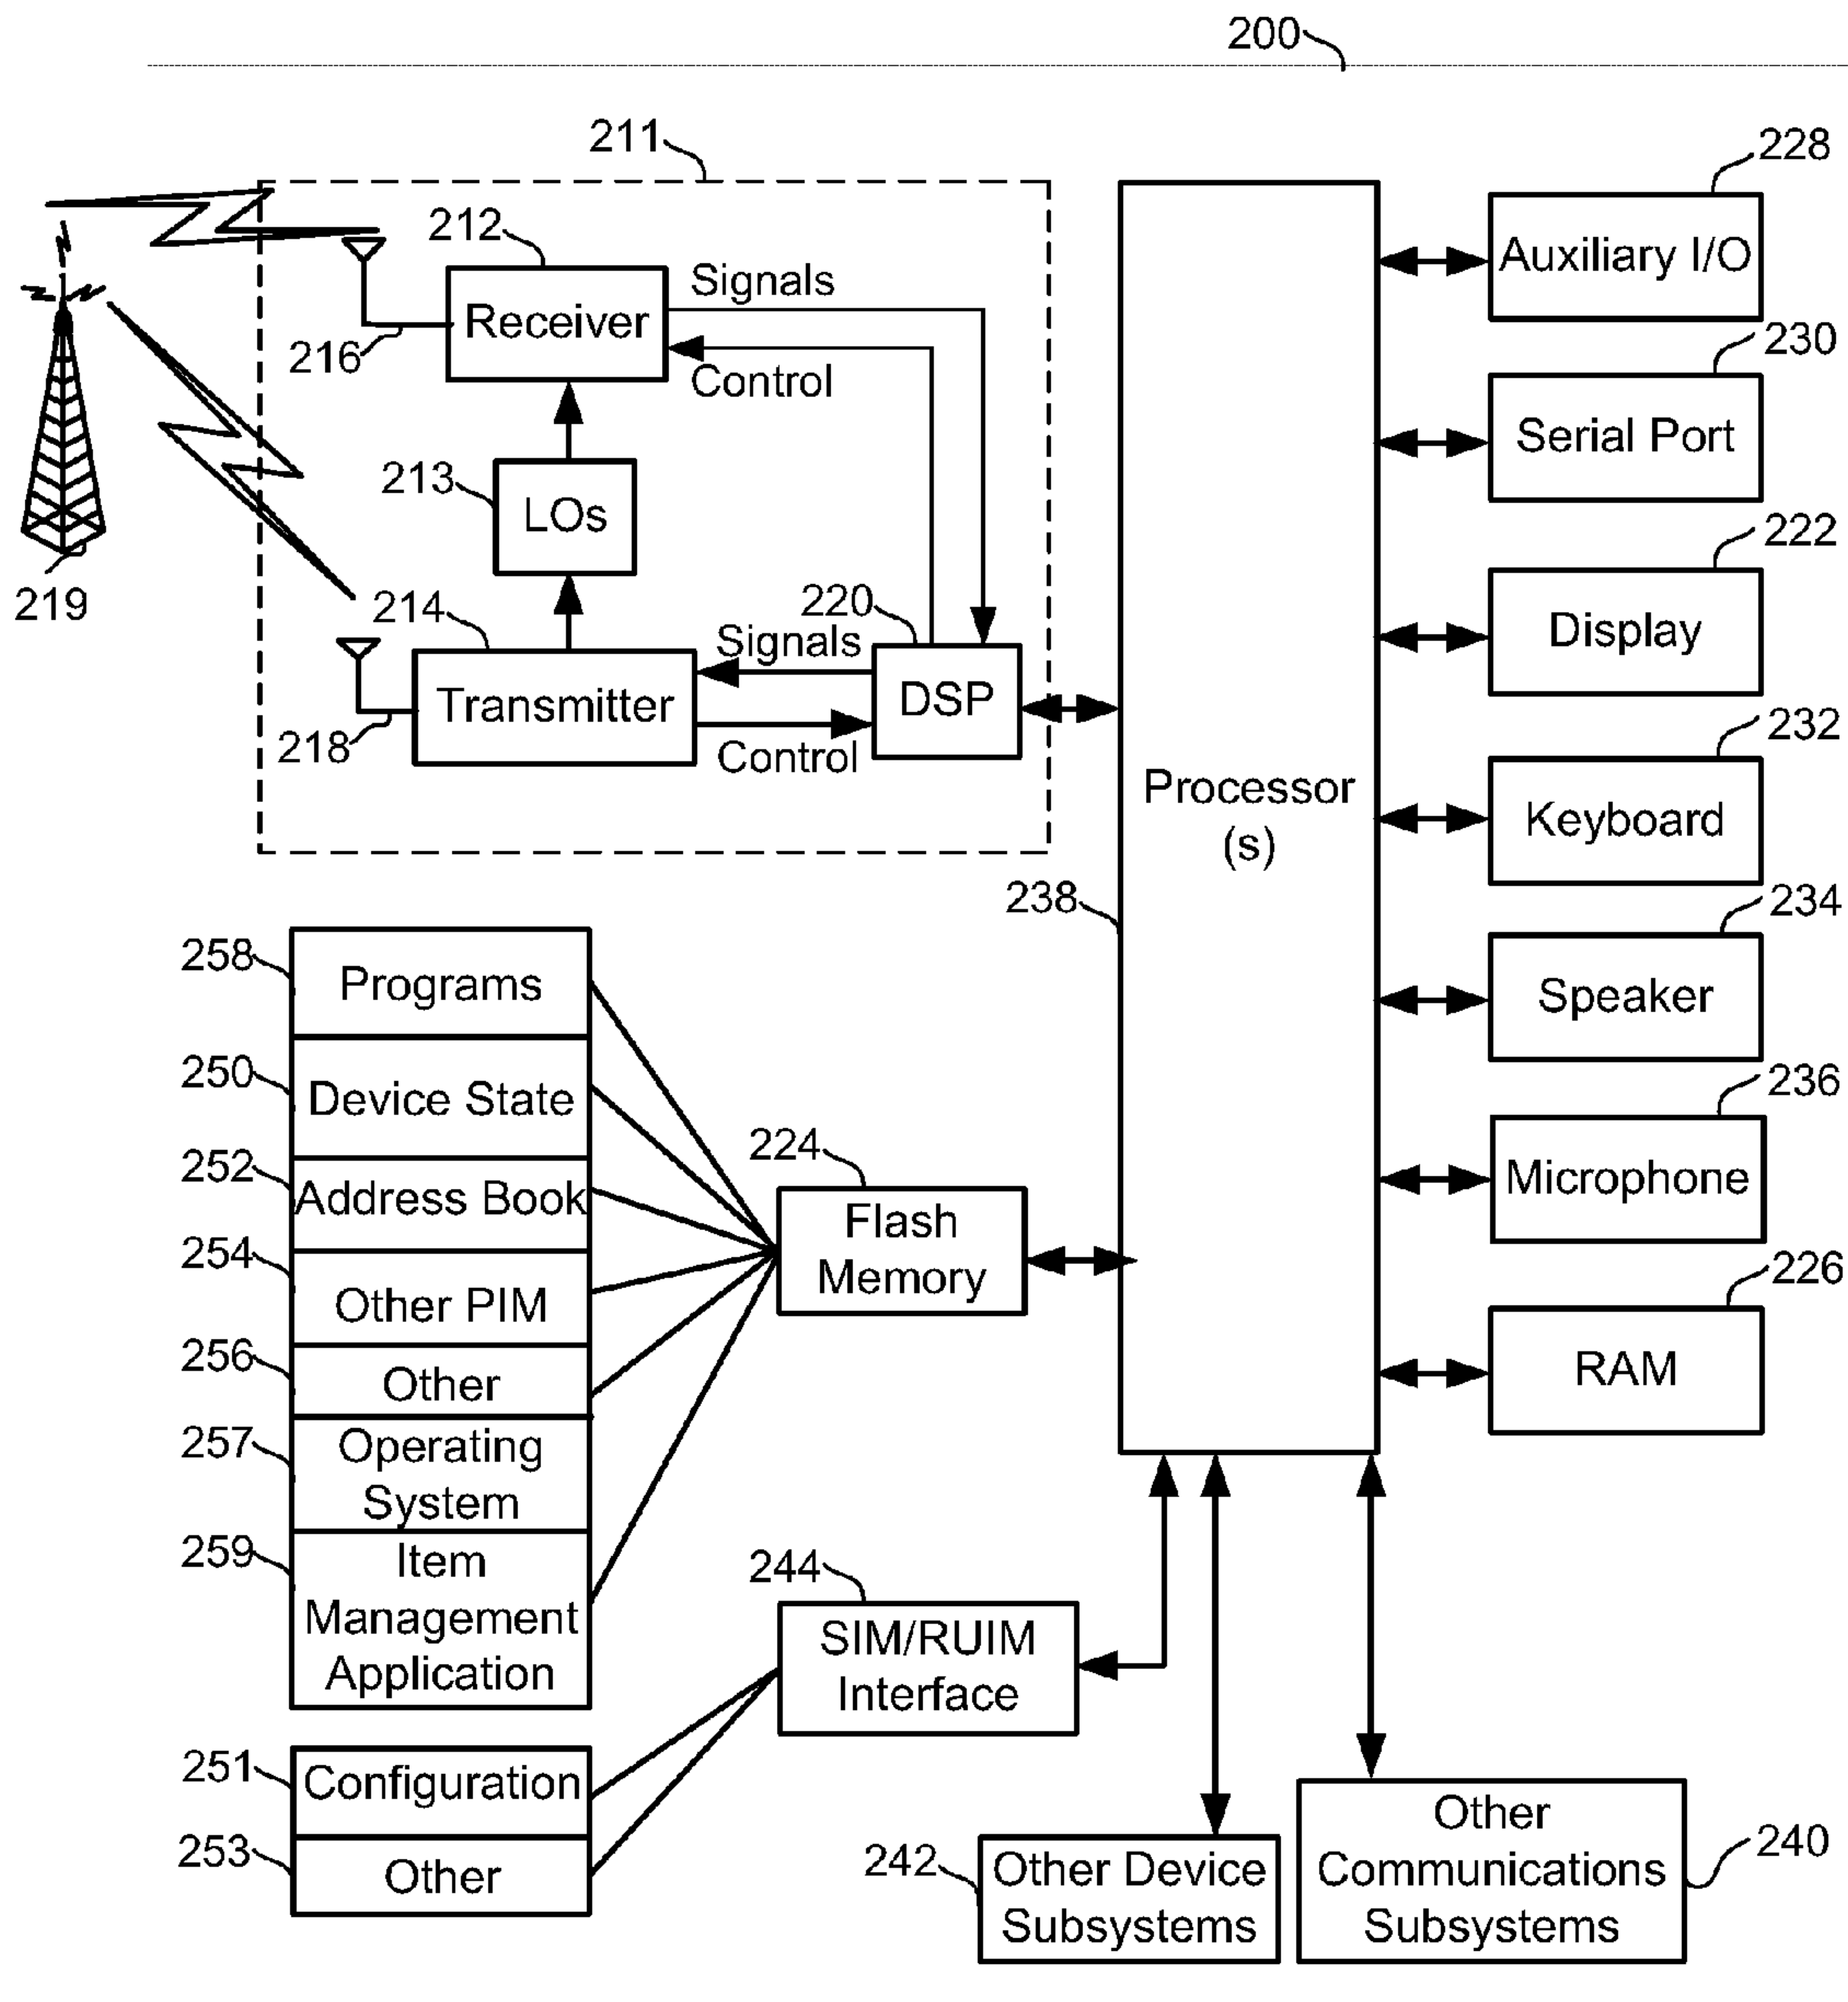 200
211
228
212
Signals
Auxiliary I/O
Receiver
216
Control
230
Serial Port
213
LOs
219
214
220
222
Signals
Display
Transmitter
DSP
218
Control
232
Processor
(s)
Keyboard
238
234
258
Programs
Speaker
250
Device State
236
252
Address Book
224
Microphone
254
Flash
Memory
Other PIM
226
256
Other
RAM
257
Operating
System
259
Item
Management
Application
244
SIM/RUIM
Interface
251
Configuration
253
Other
242
Other Device
Subsystems
Other
Communications
Subsystems
240